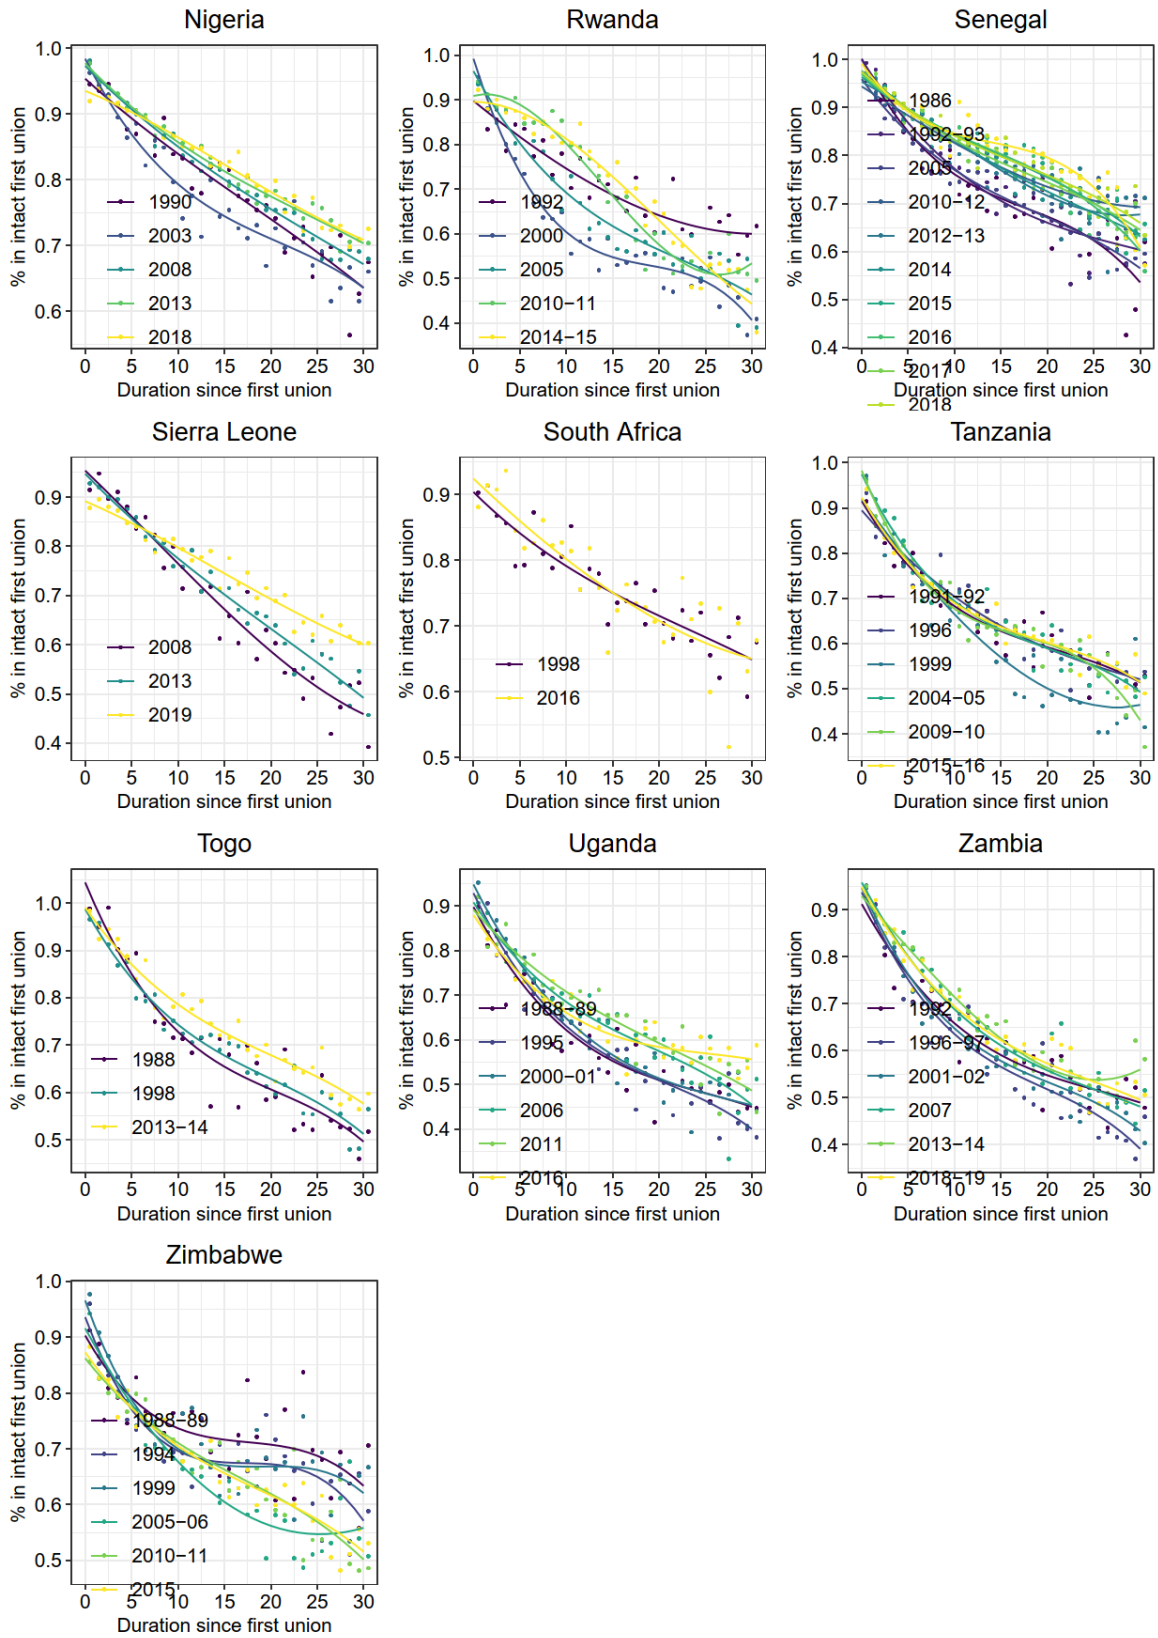 Nigeria
% in intact first union
1.0
0.9
0.8
0.7
0.6
1990
2003
2008
2013
2018
0 5 10 15 20 25 30
Duration since first union
Rwanda
% in intact first union
1.0
0.9
0.8
0.7
0.6
0.5
0.4
1992
2000
2005
2010−11
2014−15
0 5 10 15 20 25 30
Duration since first union
Senegal
% in intact first union
1.0
0.9
0.8
0.7
0.6
0.5
0.4
1986
1992−93
2005
2010−12
2012−13
2014
2015
2016
2017
2018
0 5 10 15 20 25 30
Duration since first union
Sierra Leone
% in intact first union
0.9
0.8
0.7
0.6
0.5
0.4
2008
2013
2019
0 5 10 15 20 25 30
Duration since first union
South Africa
% in intact first union
0.9
0.8
0.7
0.6
0.5
1998
2016
0 5 10 15 20 25 30
Duration since first union
Tanzania
% in intact first union
1.0
0.9
0.8
0.7
0.6
0.5
0.4
1991−92
1996
1999
2004−05
2009−10
2015−16
0 5 10 15 20 25 30
Duration since first union
Togo
% in intact first union
1.0
0.9
0.8
0.7
0.6
0.5
1988
1998
2013−14
0 5 10 15 20 25 30
Duration since first union
Uganda
% in intact first union
0.9
0.8
0.7
0.6
0.5
0.4
1988−89
1995
2000−01
2006
2011
2016
0 5 10 15 20 25 30
Duration since first union
Zambia
% in intact first union
0.9
0.8
0.7
0.6
0.5
0.4
1992
1996−97
2001−02
2007
2013−14
2018−19
0 5 10 15 20 25 30
Duration since first union
Zimbabwe
% in intact first union
1.0
0.9
0.8
0.7
0.6
0.5
1988−89
1994
1999
2005−06
2010−11
2015
0 5 10 15 20 25 30
Duration since first union